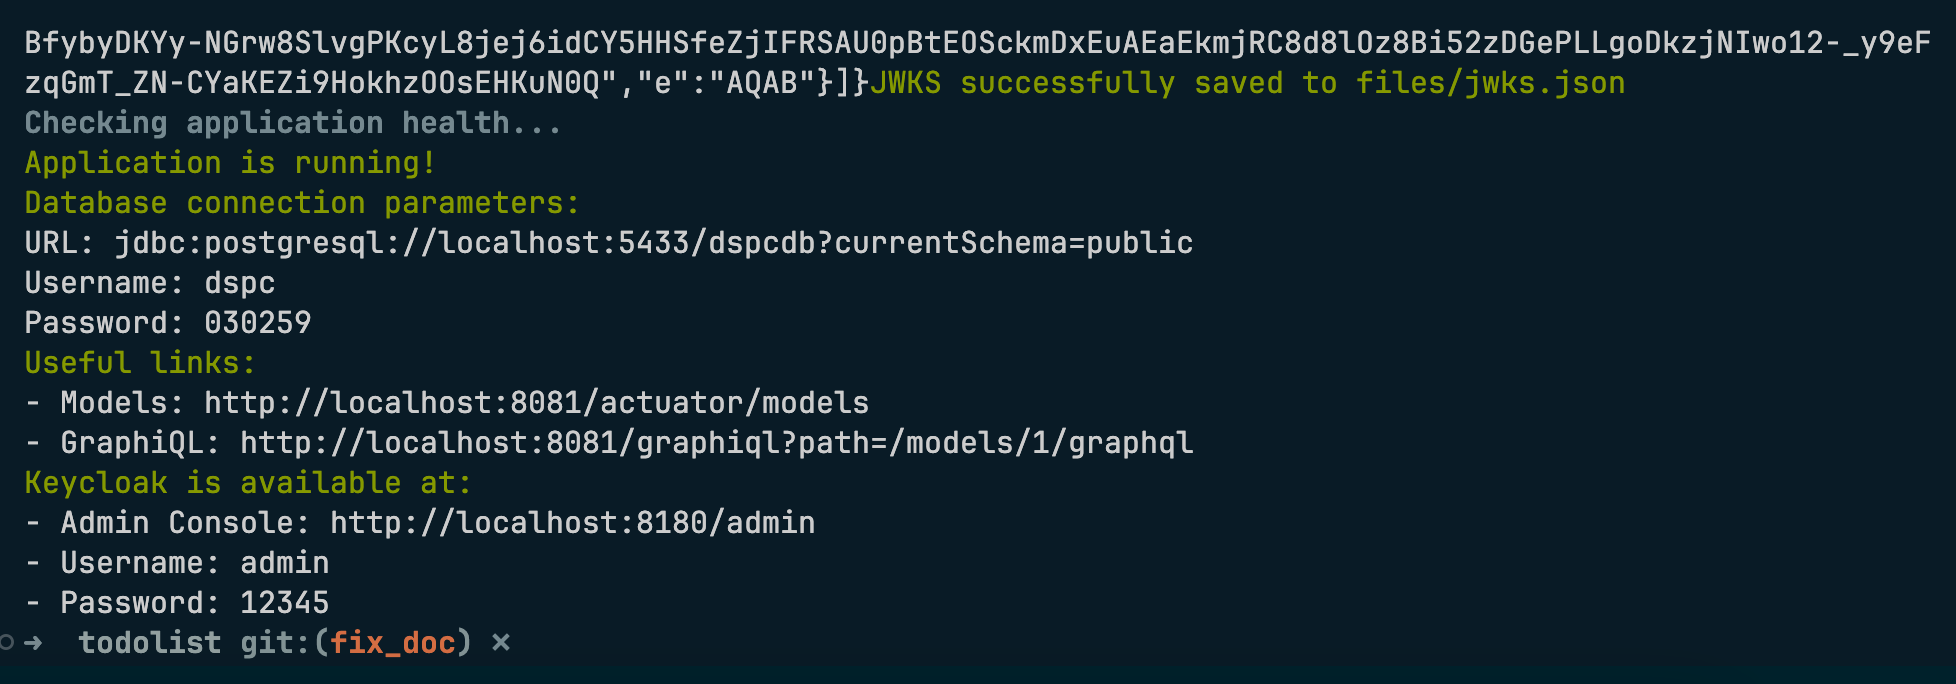 BfybyDKYy-NGrw8SlvgPKcyL8jej6idCY5HHSfeZjIFRSAU0pBtEOSckmDxEuAEaEkmjRC8d8lOz8Bi52zDGePLLgoDkzjNIwo12-_y9eF
zqGmT_ZN-CYaKEZi9HokhzOOsEHKuN0Q","e":"AQAB"}]}JWKS successfully saved to files/jwks.json
Checking application health...
Application is running!
Database connection parameters:
URL: jdbc:postgresql://localhost:5433/dspcdb?currentSchema=public
Username: dspc
Password: 030259
Useful links:
- Models: http://localhost:8081/actuator/models
- GraphiQL: http://localhost:8081/graphiql?path=/models/1/graphql
Keycloak is available at:
- Admin Console: http://localhost:8180/admin
- Username: admin
- Password: 12345
➜ todolist git:(fix_doc) ✗